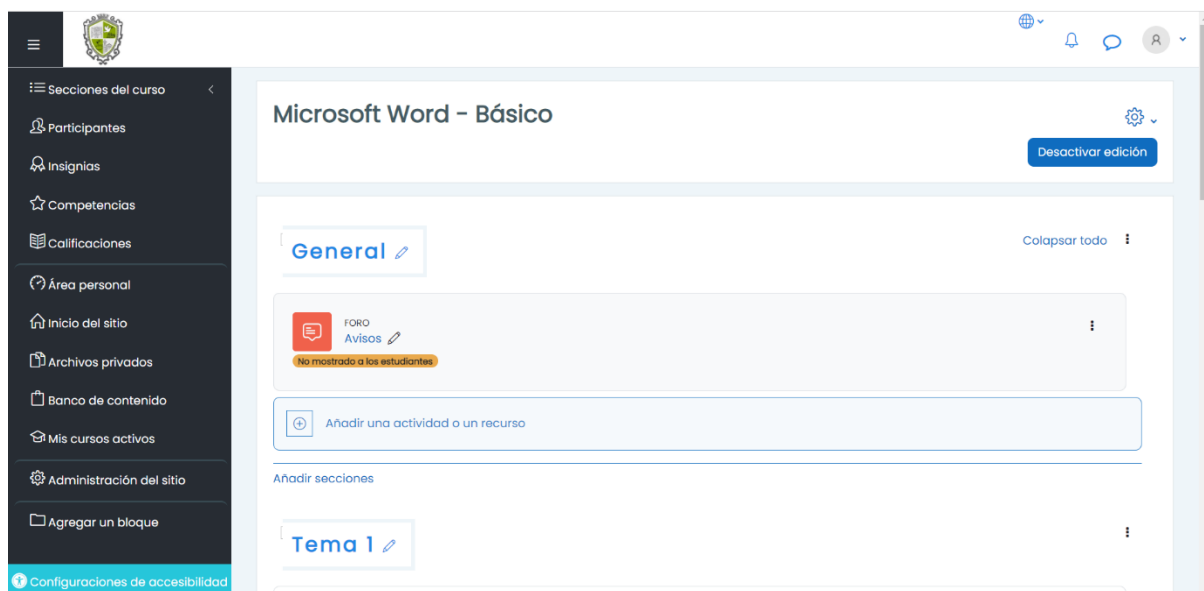 R
Secciones del curso
Participantes
Insignias
Competencias
Calificaciones
Área personal
Inicio del sitio
Archivos privados
Banco de contenido
Mis cursos activos
Administración del sitio
Agregar un bloque
Configuraciones de accesibilidad
Microsoft Word - Básico
Desactivar edición
General
Colapsar todo
FORO
Avisos
No mostrado a los estudiantes
Añadir una actividad o un recurso
Añadir secciones
Tema 1